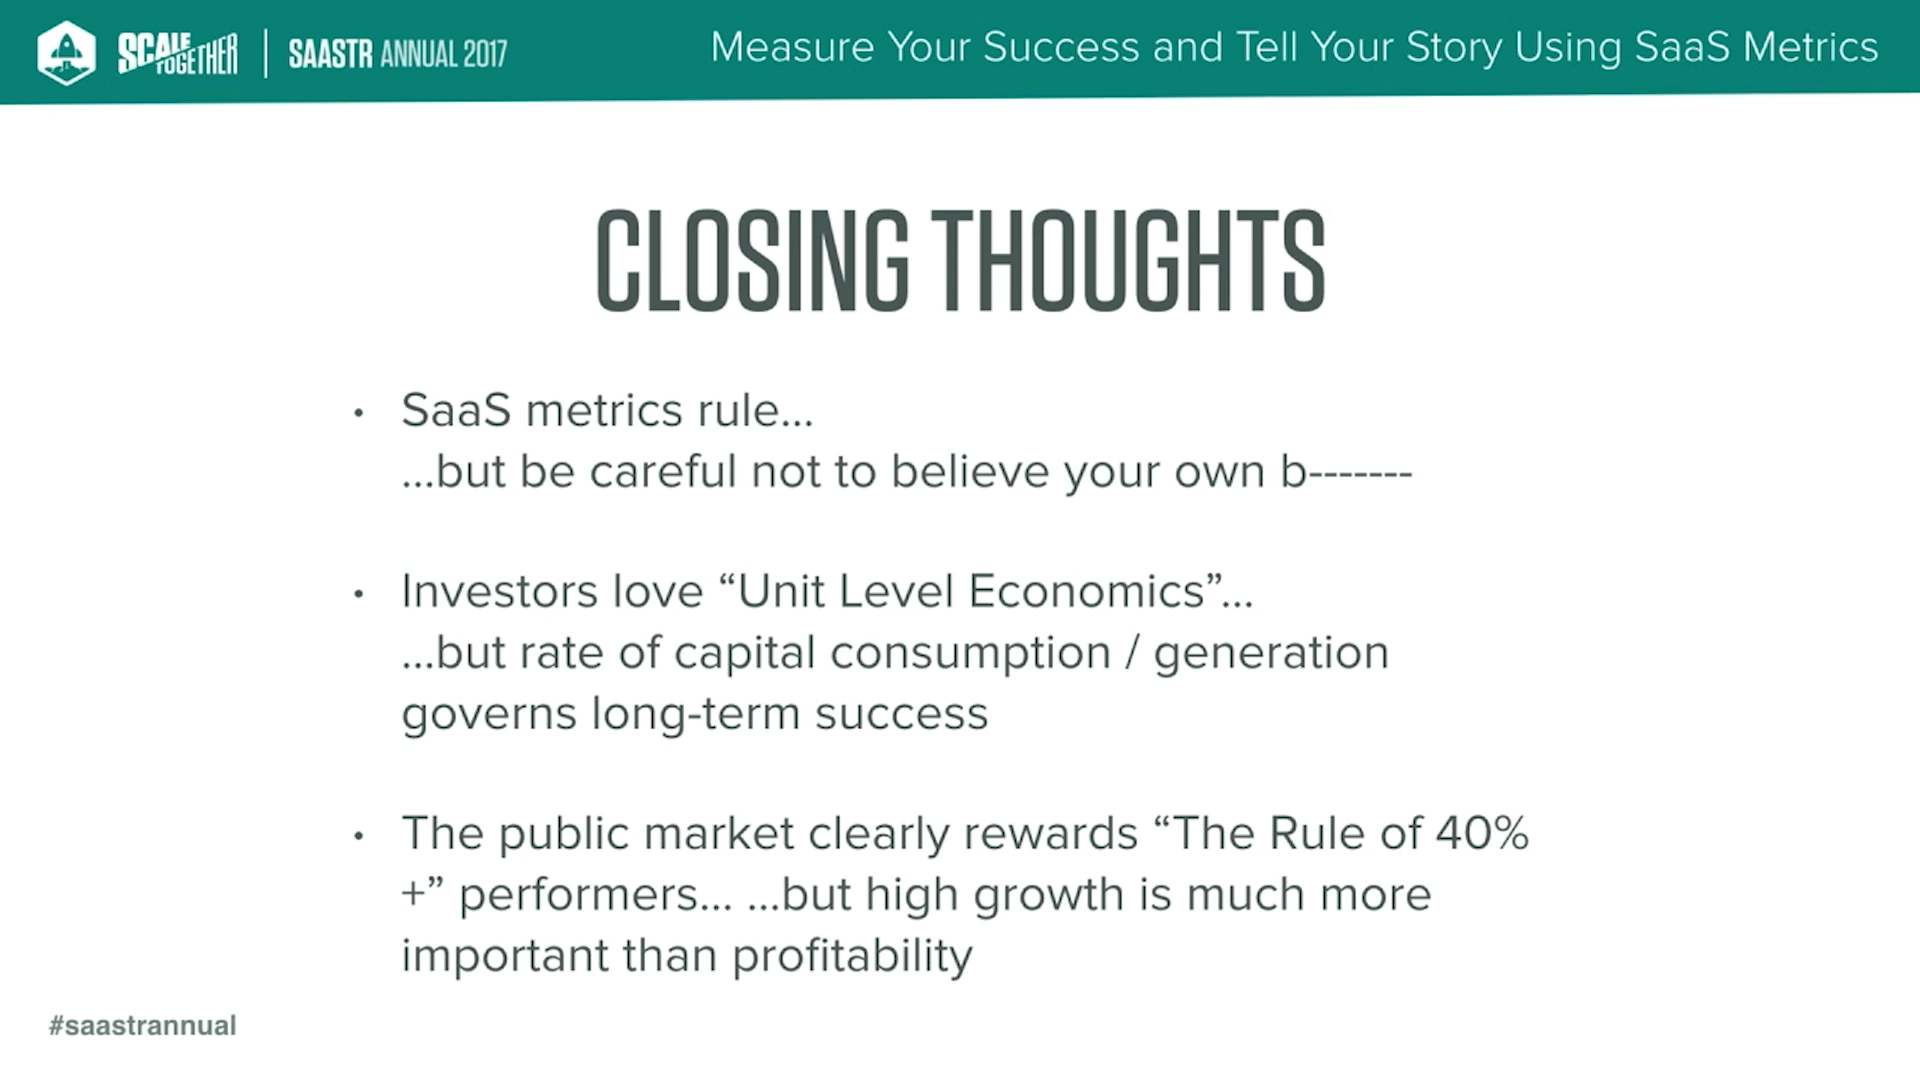 SCALE TOGETHER | SAASTR ANNUAL 2017
Measure Your Success and Tell Your Story Using SaaS Metrics
CLOSING THOUGHTS
• SaaS metrics rule...
...but be careful not to believe your own b-------
• Investors love “Unit Level Economics”...
...but rate of capital consumption / generation
governs long-term success
• The public market clearly rewards “The Rule of 40%
+” performers... ...but high growth is much more
important than profitability
#saastrannual